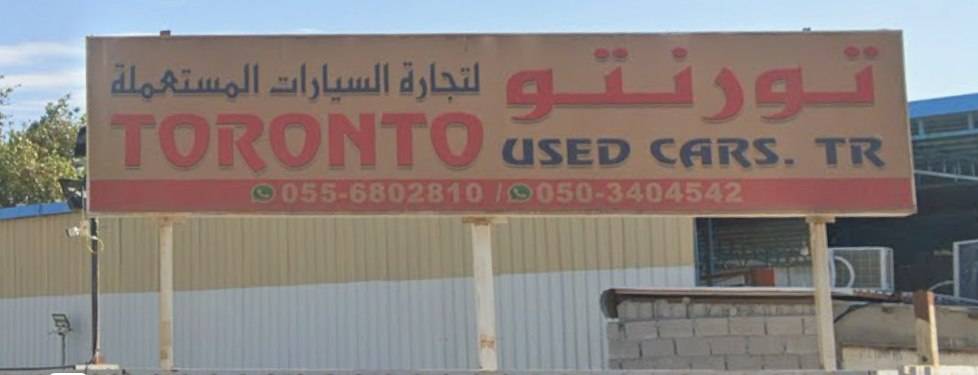 تورنتو لتجارة السيارات المستعملة
TORONTO USED CARS. TR
055-6802810 / 050-3404542